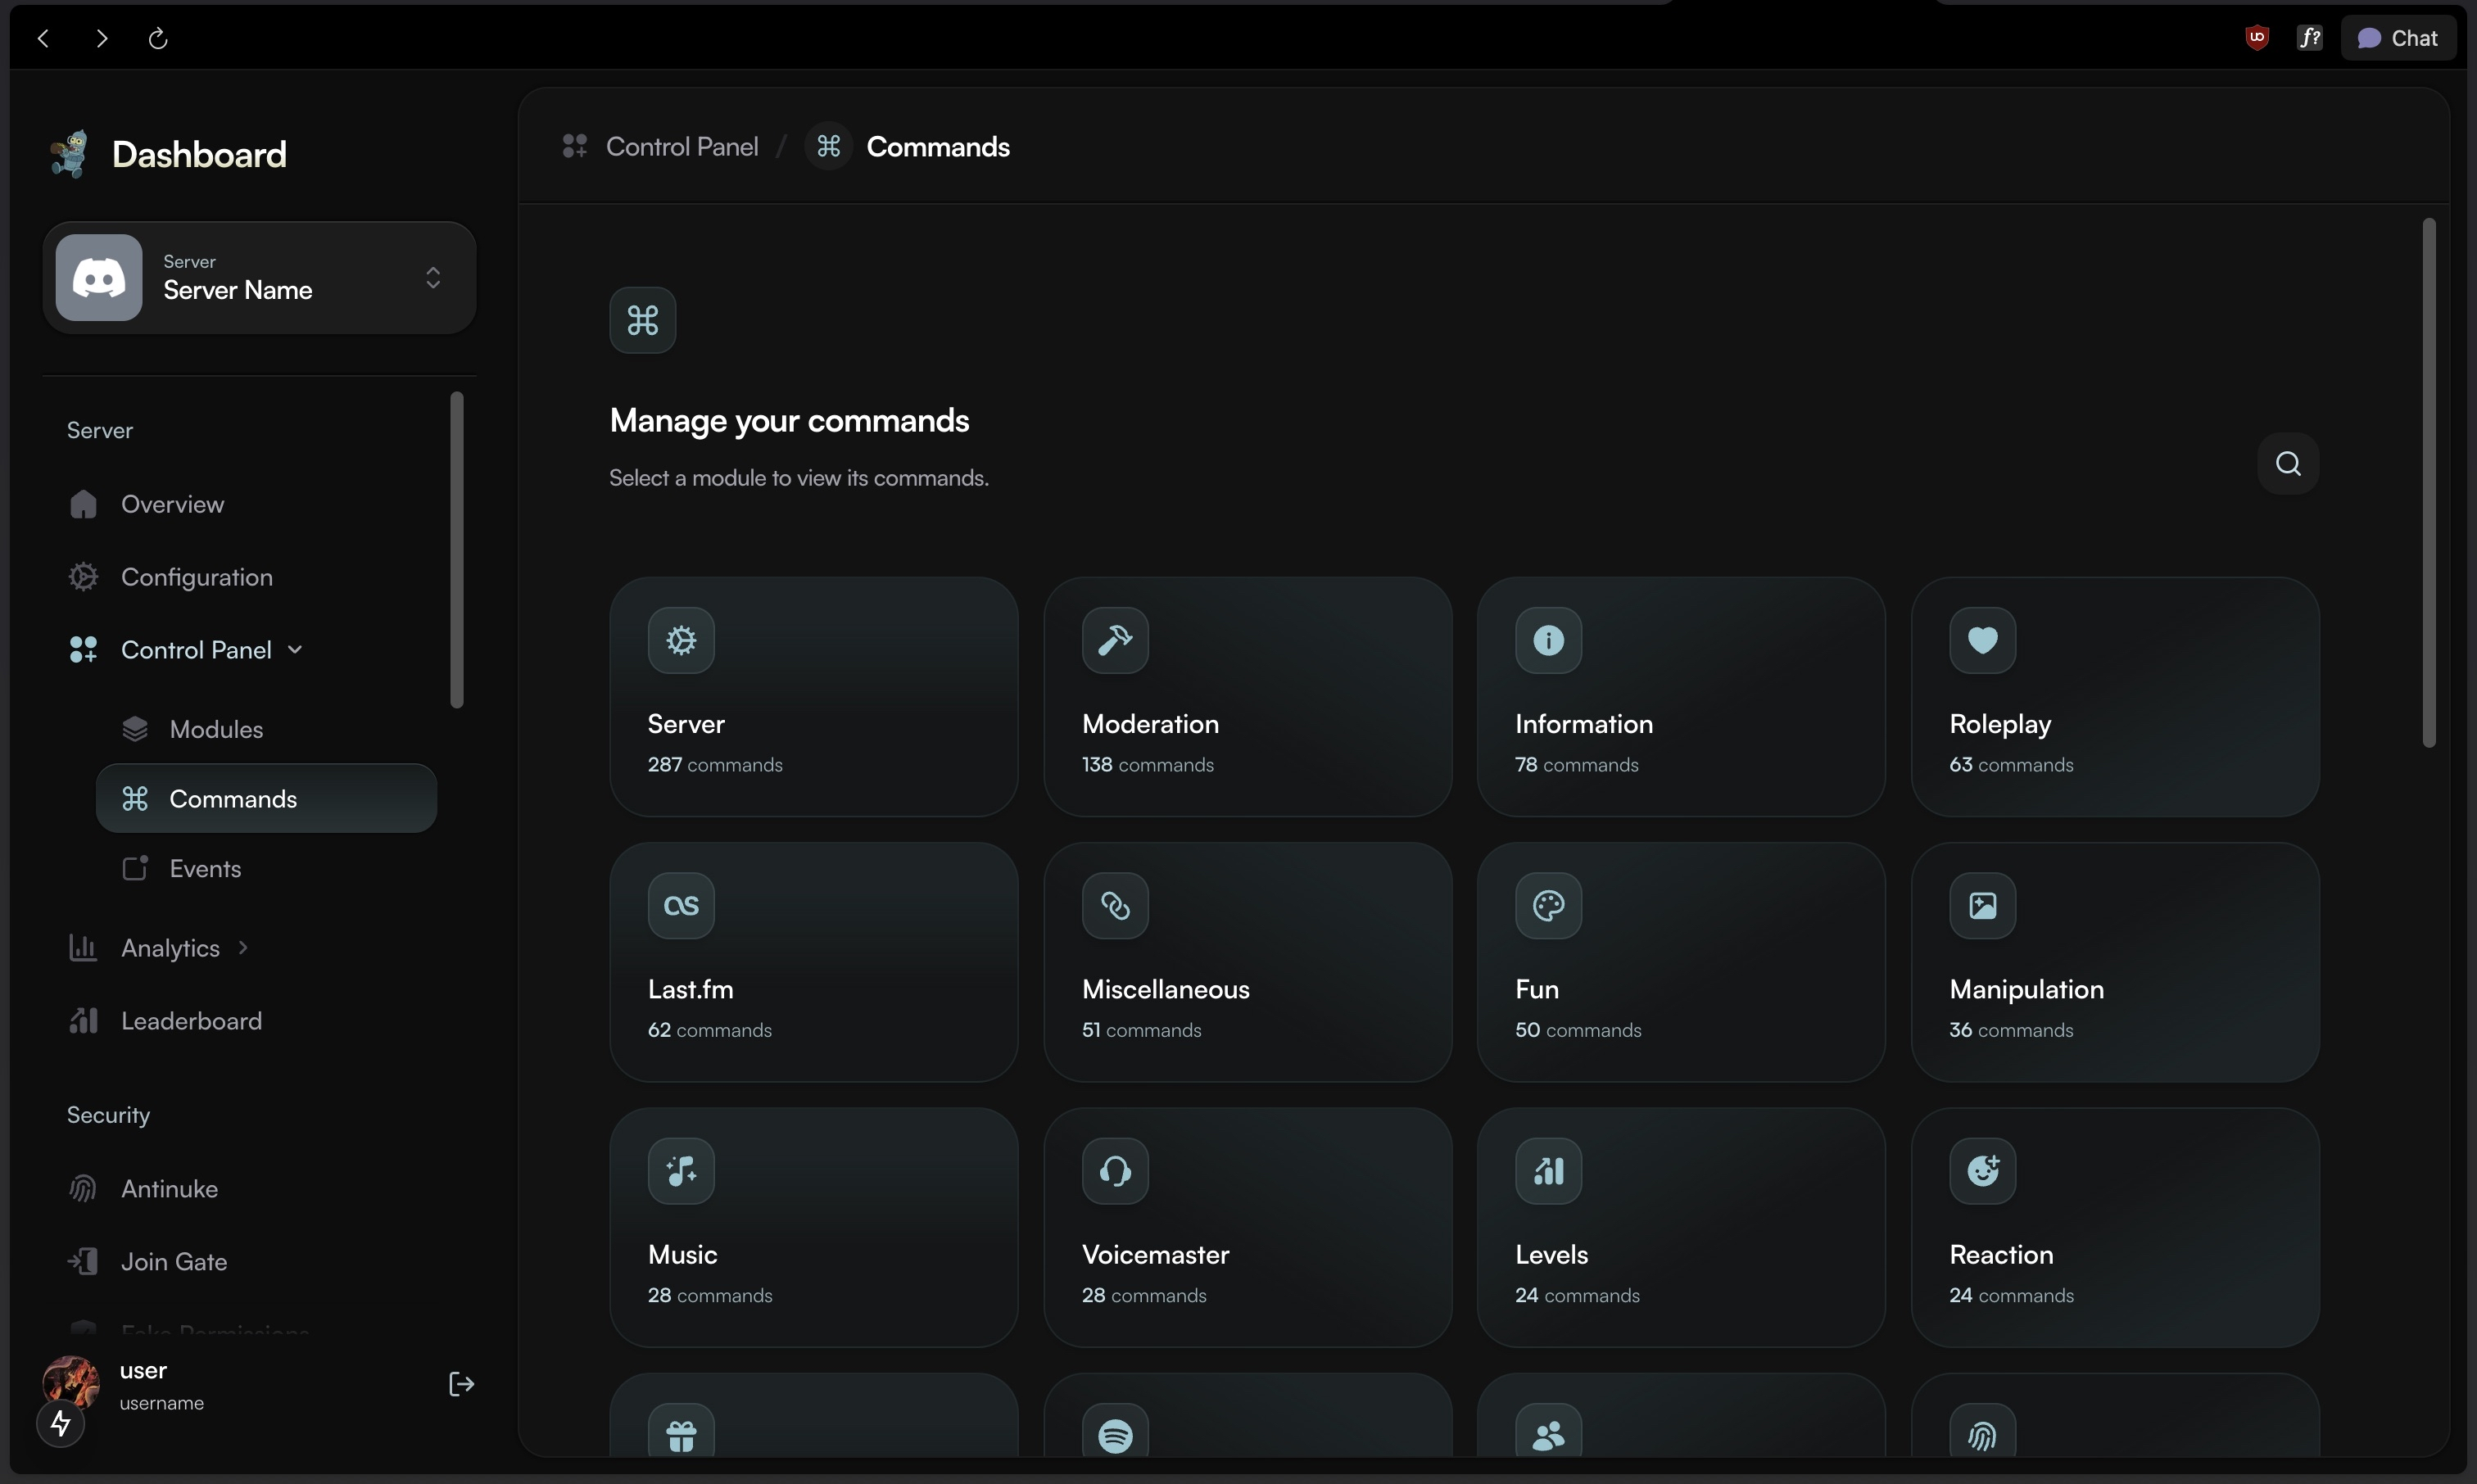 Chat
Dashboard
Server
Server Name
Server
Overview
Configuration
Control Panel
Modules
Commands
Events
Analytics
Leaderboard
Security
Antinuke
Join Gate
Fake Permissions
user
username
Control Panel / Commands
Manage your commands
Select a module to view its commands.
Server
287 commands
Moderation
138 commands
Information
78 commands
Roleplay
63 commands
Last.fm
62 commands
Miscellaneous
51 commands
Fun
50 commands
Manipulation
36 commands
Music
28 commands
Voicemaster
28 commands
Levels
24 commands
Reaction
24 commands